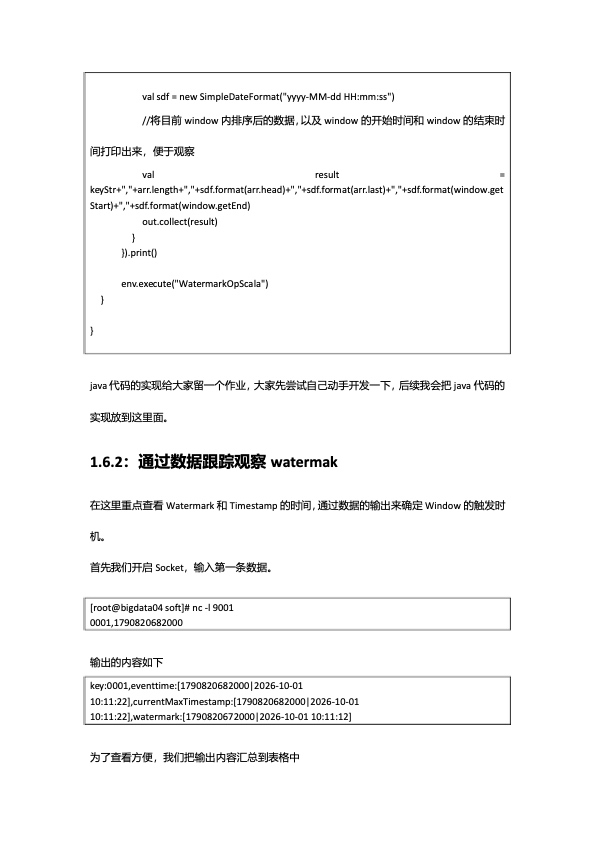 val sdf = new SimpleDateFormat("yyyy-MM-dd HH:mm:ss")
//将目前 window 内排序后的数据，以及 window 的开始时间和 window 的结束时
间打印出来，便于观察
val result =
keyStr+","+arr.length+","+sdf.format(arr.head)+","+sdf.format(arr.last)+","+sdf.format(window.get
Start)+","+sdf.format(window.getEnd)
out.collect(result)
}
}).print()
env.execute("WatermarkOpScala")
}
}
java 代码的实现给大家留一个作业，大家先尝试自己动手开发一下，后续我会把 java 代码的
实现放到这里面。
1.6.2：通过数据跟踪观察 watermak
在这里重点查看 Watermark 和 Timestamp 的时间，通过数据的输出来确定 Window 的触发时
机。
首先我们开启 Socket，输入第一条数据。
[root@bigdata04 soft]# nc -l 9001
0001,1790820682000
输出的内容如下
key:0001,eventtime:[1790820682000|2026-10-01
10:11:22],currentMaxTimestamp:[1790820682000|2026-10-01
10:11:22],watermark:[1790820672000|2026-10-01 10:11:12]
为了查看方便，我们把输出内容汇总到表格中